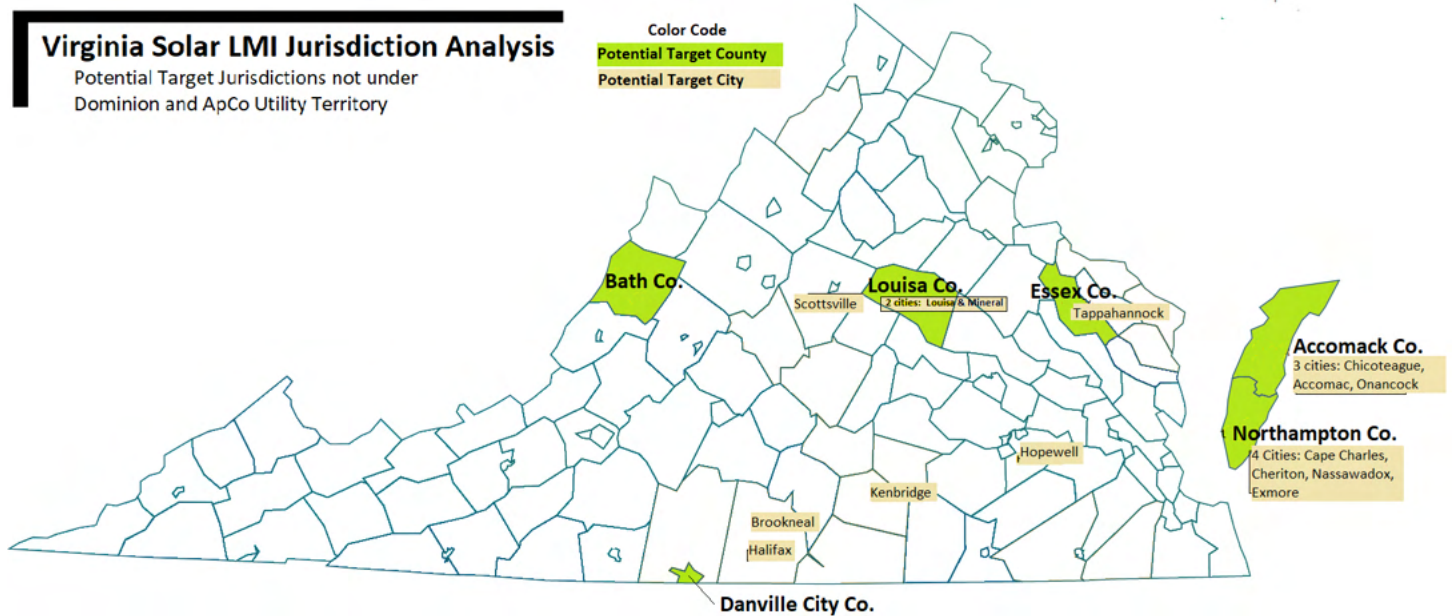 Virginia Solar LMI Jurisdiction Analysis
Potential Target Jurisdictions not under
Dominion and ApCo Utility Territory
Color Code
Potential Target County
Potential Target City
Bath Co.
Louisa Co.
2 cities: Louisa & Mineral
Scottsville
Essex Co.
Tappahannock
Accomack Co.
3 cities: Chicoteague,
Accomac, Onancock
Northampton Co.
4 Cities: Cape Charles,
Cheriton, Nassawadox,
Exmore
Hopewell
Kenbridge
Brookneal
Halifax
Danville City Co.